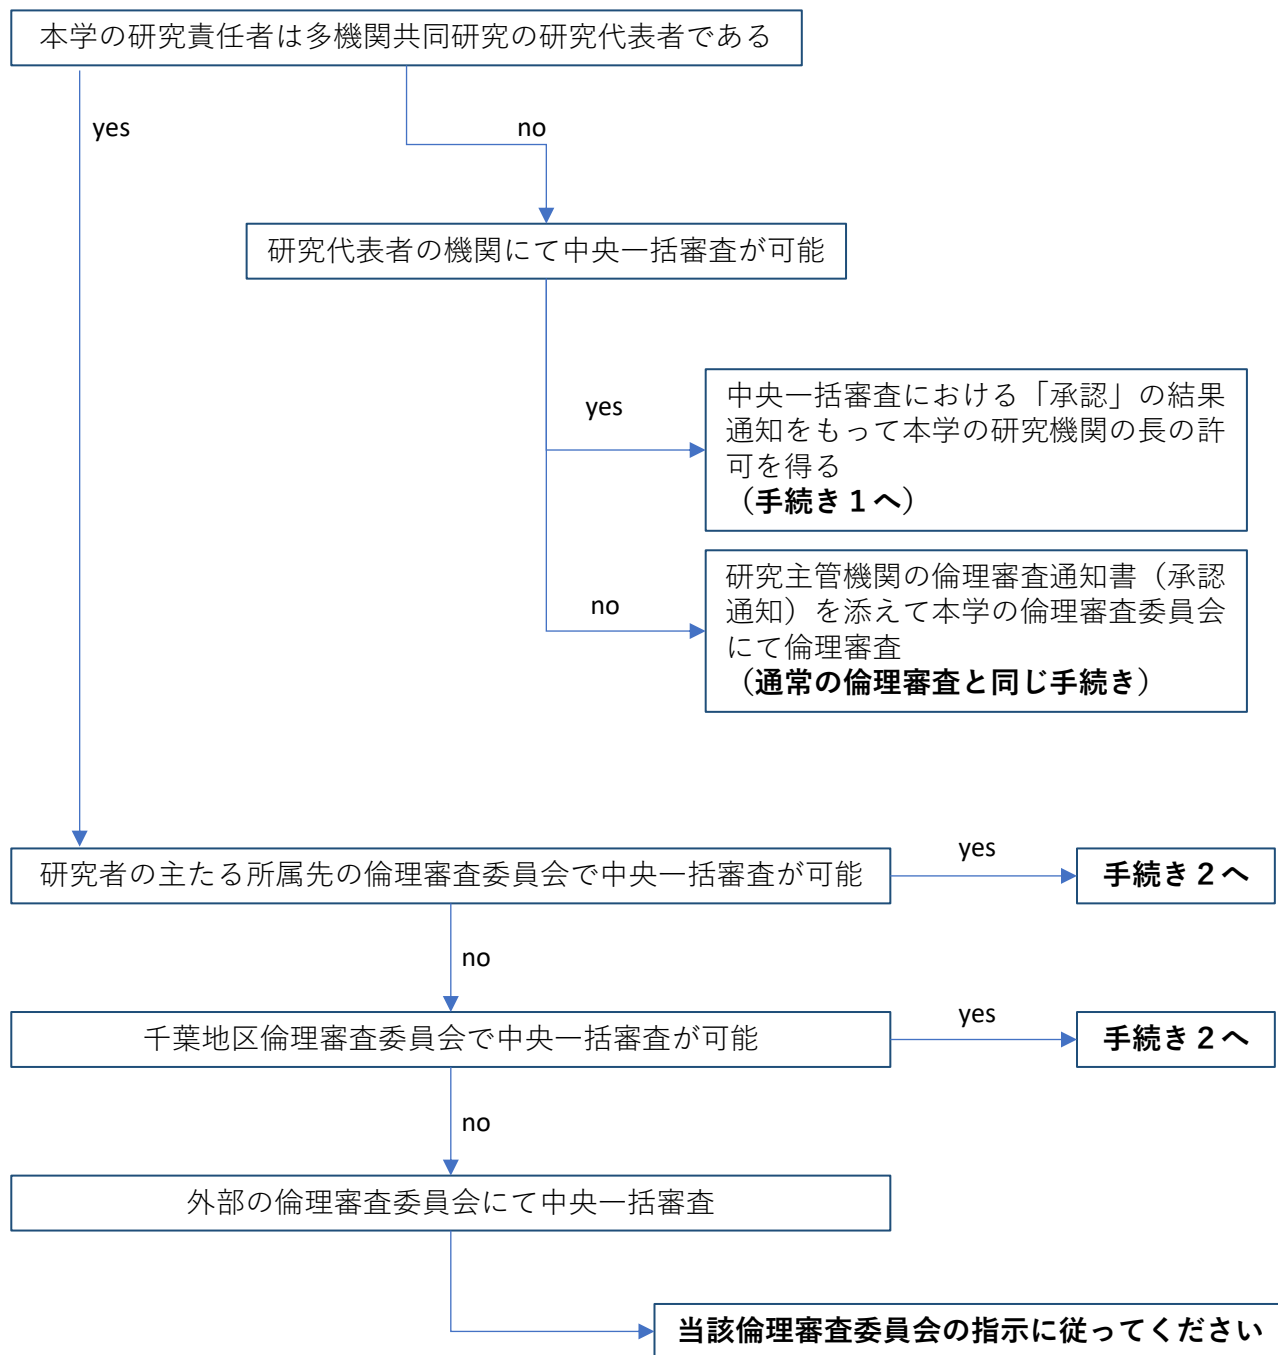 本学の研究責任者は多機関共同研究の研究代表者である
yes
no
研究代表者の機関にて中央一括審査が可能
yes
中央一括審査における「承認」の結果
通知をもって本学の研究機関の長の許
可を得る
（手続き１へ）
no
研究主管機関の倫理審査通知書（承認
通知）を添えて本学の倫理審査委員会
にて倫理審査
（通常の倫理審査と同じ手続き）
研究者の主たる所属先の倫理審査委員会で中央一括審査が可能
yes
手続き２へ
no
千葉地区倫理審査委員会で中央一括審査が可能
yes
手続き２へ
no
外部の倫理審査委員会にて中央一括審査
当該倫理審査委員会の指示に従ってください